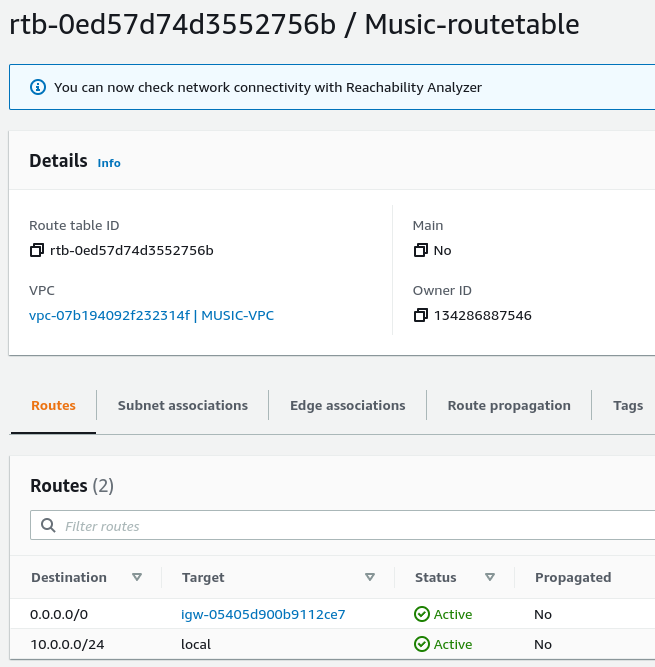 rtb-0ed57d74d3552756b / Music-routetable
You can now check network connectivity with Reachability Analyzer
Details Info
Route table ID
rtb-0ed57d74d3552756b
Main
No
VPC
vpc-07b194092f232314f | MUSIC-VPC
Owner ID
134286887546
Routes Subnet associations Edge associations Route propagation Tags
Routes (2)
Filter routes
Destination Target Status Propagated
0.0.0.0/0 igw-05405d900b9112ce7 Active No
10.0.0.0/24 local Active No